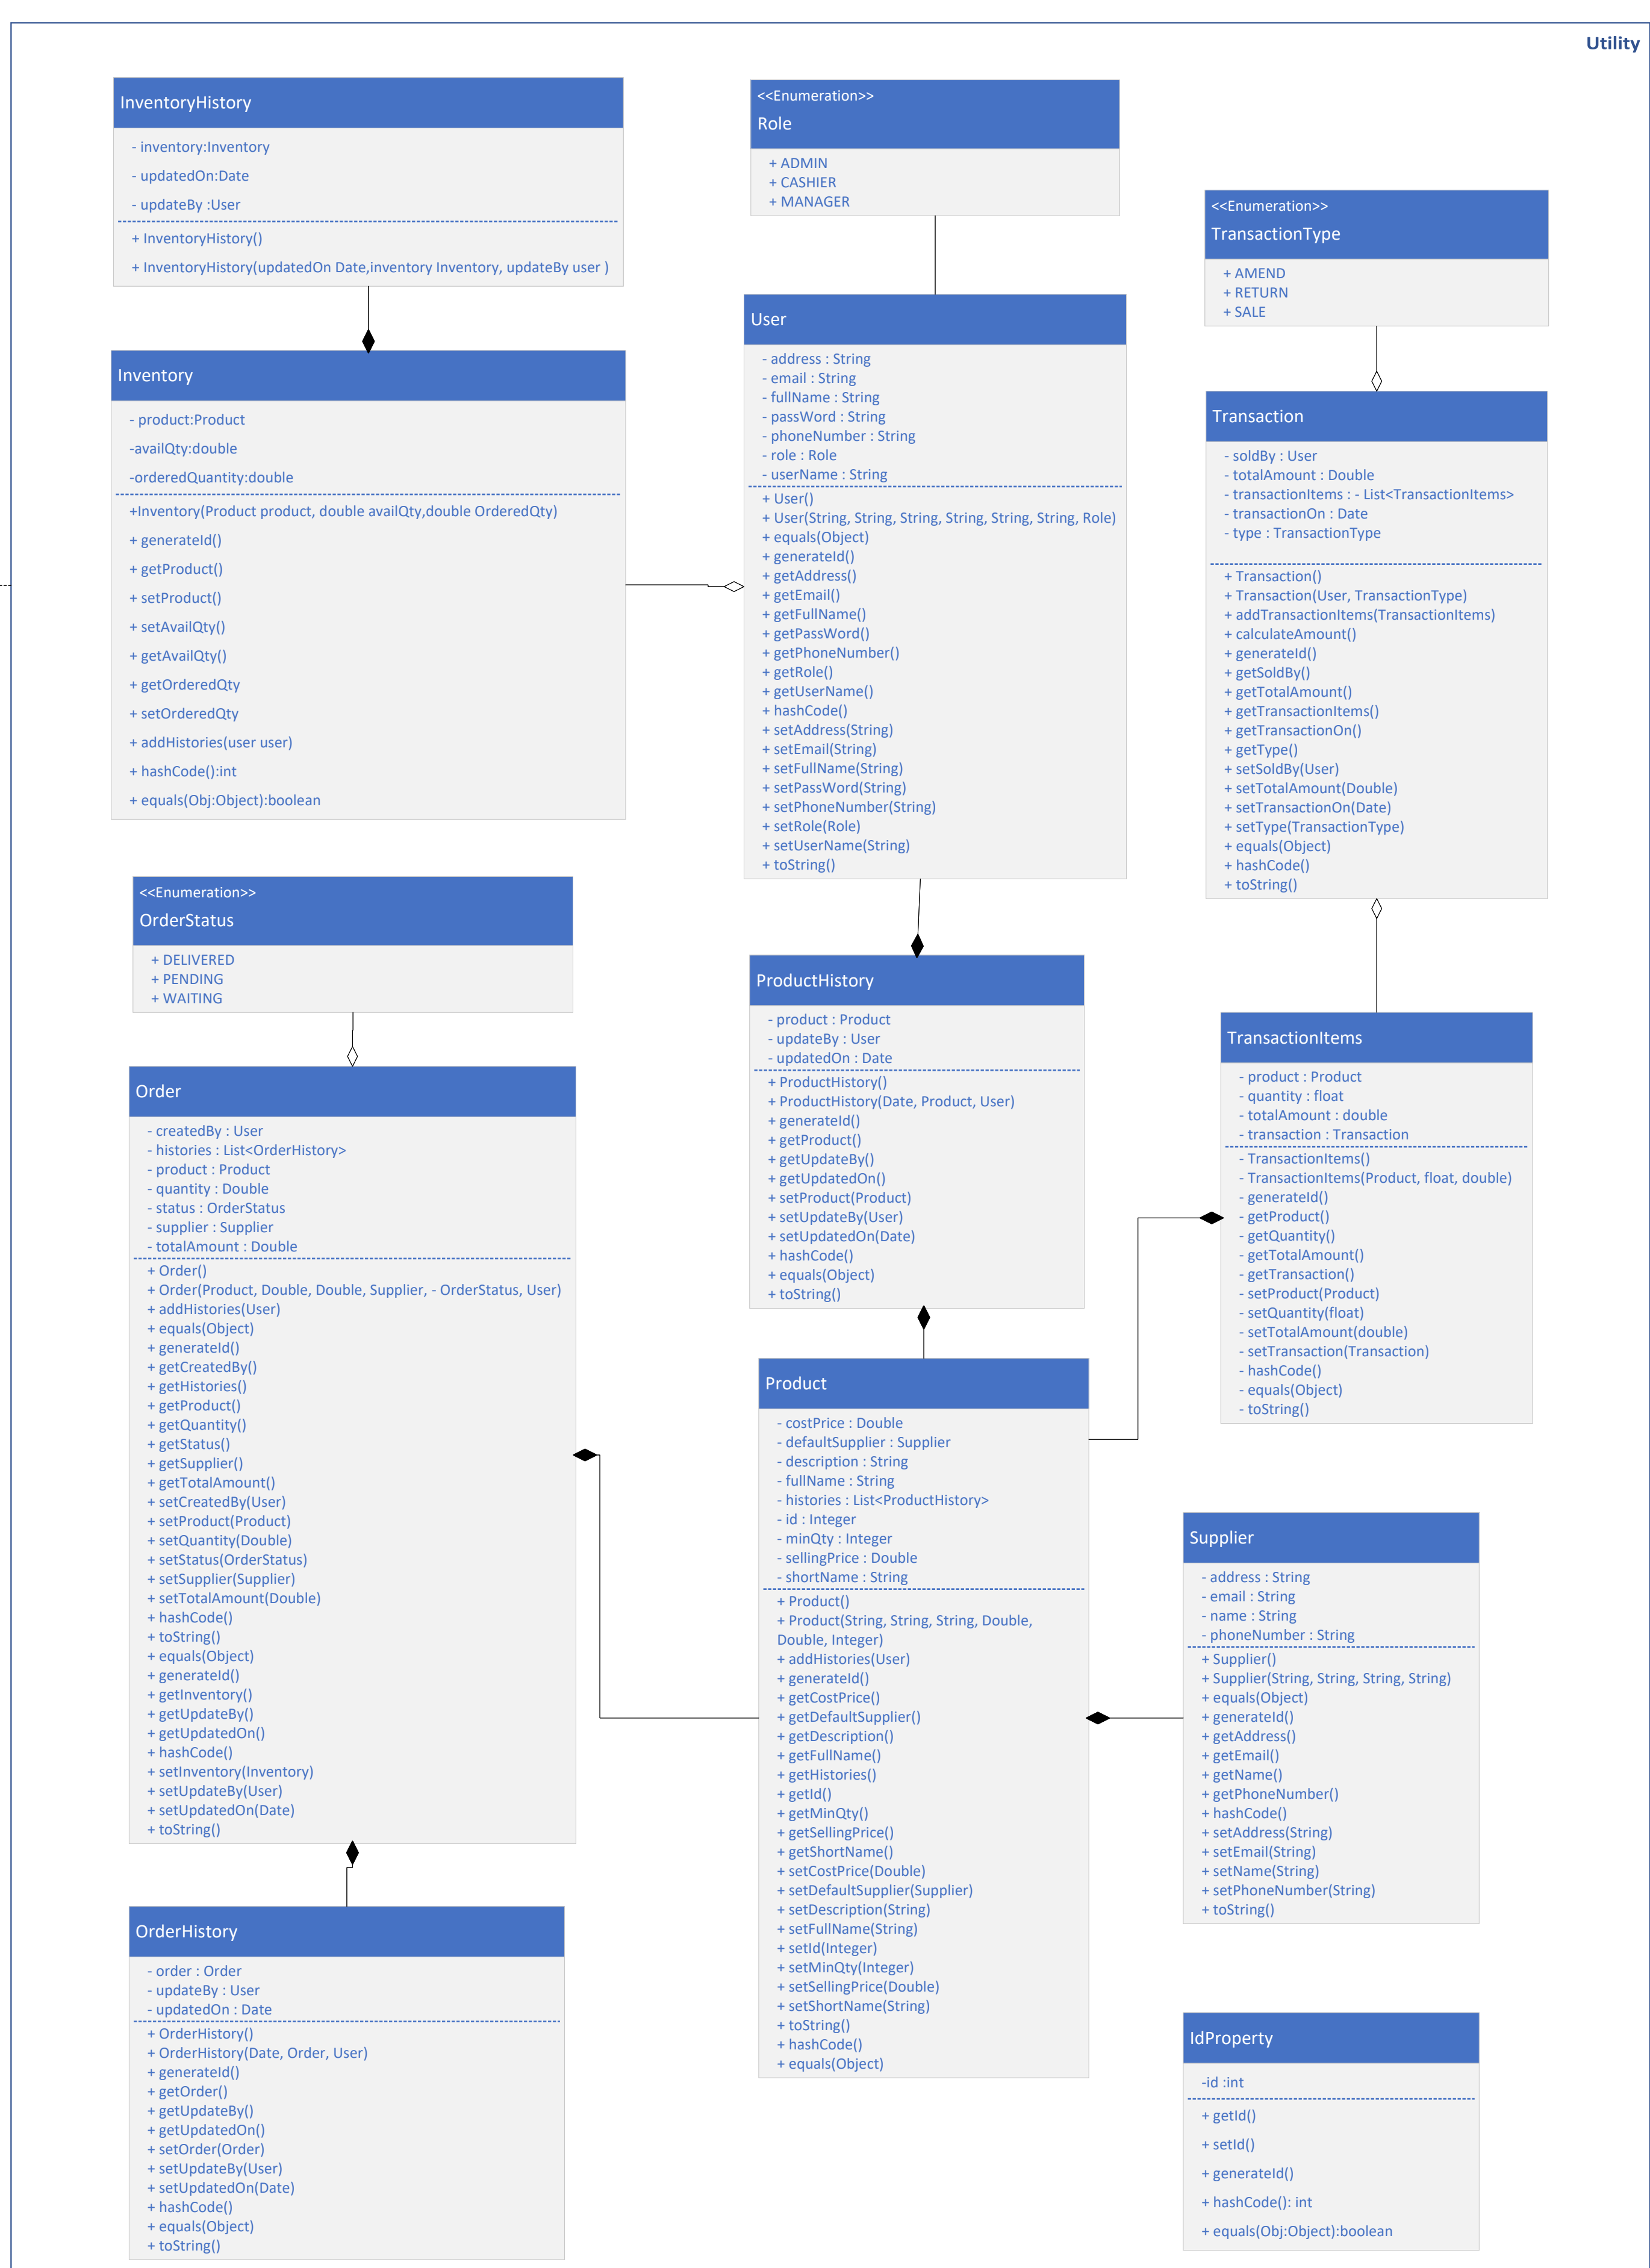 Utility
InventoryHistory
- inventory:Inventory
- updatedOn:Date
- updateBy :User
+ InventoryHistory()
+ InventoryHistory(updatedOn Date,inventory Inventory, updateBy user )
<<Enumeration>>
Role
+ ADMIN
+ CASHIER
+ MANAGER
<<Enumeration>>
TransactionType
+ AMEND
+ RETURN
+ SALE
Inventory
- product:Product
-availQty:double
-orderedQuantity:double
+Inventory(Product product, double availQty,double OrderedQty)
+ generateId()
+ getProduct()
+ setProduct()
+ setAvailQty()
+ getAvailQty()
+ getOrderedQty
+ setOrderedQty
+ addHistories(user user)
+ hashCode():int
+ equals(Obj:Object):boolean
User
- address : String
- email : String
- fullName : String
- passWord : String
- phoneNumber : String
- role : Role
- userName : String
+ User()
+ User(String, String, String, String, String, String, Role)
+ equals(Object)
+ generateId()
+ getAddress()
+ getEmail()
+ getFullName()
+ getPassWord()
+ getPhoneNumber()
+ getRole()
+ getUserName()
+ hashCode()
+ setAddress(String)
+ setEmail(String)
+ setFullName(String)
+ setPassWord(String)
+ setPhoneNumber(String)
+ setRole(Role)
+ setUserName(String)
+ toString()
Transaction
- soldBy : User
- totalAmount : Double
- transactionItems : - List<TransactionItems>
- transactionOn : Date
- type : TransactionType
+ Transaction()
+ Transaction(User, TransactionType)
+ addTransactionItems(TransactionItems)
+ calculateAmount()
+ generateId()
+ getSoldBy()
+ getTotalAmount()
+ getTransactionItems()
+ getTransactionOn()
+ getType()
+ setSoldBy(User)
+ setTotalAmount(Double)
+ setTransactionOn(Date)
+ setType(TransactionType)
+ equals(Object)
+ hashCode()
+ toString()
<<Enumeration>>
OrderStatus
+ DELIVERED
+ PENDING
+ WAITING
ProductHistory
- product : Product
- updateBy : User
- updatedOn : Date
+ ProductHistory()
+ ProductHistory(Date, Product, User)
+ generateId()
+ getProduct()
+ getUpdateBy()
+ getUpdatedOn()
+ setProduct(Product)
+ setUpdateBy(User)
+ setUpdatedOn(Date)
+ hashCode()
+ equals(Object)
+ toString()
TransactionItems
- product : Product
- quantity : float
- totalAmount : double
- transaction : Transaction
- TransactionItems()
- TransactionItems(Product, float, double)
- generateId()
- getProduct()
- getQuantity()
- getTotalAmount()
- getTransaction()
- setProduct(Product)
- setQuantity(float)
- setTotalAmount(double)
- setTransaction(Transaction)
- hashCode()
- equals(Object)
- toString()
Order
- createdBy : User
- histories : List<OrderHistory>
- product : Product
- quantity : Double
- status : OrderStatus
- supplier : Supplier
- totalAmount : Double
+ Order()
+ Order(Product, Double, Double, Supplier, - OrderStatus, User)
+ addHistories(User)
+ equals(Object)
+ generateId()
+ getCreatedBy()
+ getHistories()
+ getProduct()
+ getQuantity()
+ getStatus()
+ getSupplier()
+ getTotalAmount()
+ setCreatedBy(User)
+ setProduct(Product)
+ setQuantity(Double)
+ setStatus(OrderStatus)
+ setSupplier(Supplier)
+ setTotalAmount(Double)
+ hashCode()
+ toString()
+ equals(Object)
+ generateId()
+ getInventory()
+ getUpdateBy()
+ getUpdatedOn()
+ hashCode()
+ setInventory(Inventory)
+ setUpdateBy(User)
+ setUpdatedOn(Date)
+ toString()
Product
- costPrice : Double
- defaultSupplier : Supplier
- description : String
- fullName : String
- histories : List<ProductHistory>
- id : Integer
- minQty : Integer
- sellingPrice : Double
- shortName : String
+ Product()
+ Product(String, String, String, Double,
Double, Integer)
+ addHistories(User)
+ generateId()
+ getCostPrice()
+ getDefaultSupplier()
+ getDescription()
+ getFullName()
+ getHistories()
+ getId()
+ getMinQty()
+ getSellingPrice()
+ getShortName()
+ setCostPrice(Double)
+ setDefaultSupplier(Supplier)
+ setDescription(String)
+ setFullName(String)
+ setId(Integer)
+ setMinQty(Integer)
+ setSellingPrice(Double)
+ setShortName(String)
+ toString()
+ hashCode()
+ equals(Object)
Supplier
- address : String
- email : String
- name : String
- phoneNumber : String
+ Supplier()
+ Supplier(String, String, String, String)
+ equals(Object)
+ generateId()
+ getAddress()
+ getEmail()
+ getName()
+ getPhoneNumber()
+ hashCode()
+ setAddress(String)
+ setEmail(String)
+ setName(String)
+ setPhoneNumber(String)
+ toString()
OrderHistory
- order : Order
- updateBy : User
- updatedOn : Date
+ OrderHistory()
+ OrderHistory(Date, Order, User)
+ generateId()
+ getOrder()
+ getUpdateBy()
+ getUpdatedOn()
+ setOrder(Order)
+ setUpdateBy(User)
+ setUpdatedOn(Date)
+ hashCode()
+ equals(Object)
+ toString()
IdProperty
-id :int
+ getId()
+ setId()
+ generateId()
+ hashCode(): int
+ equals(Obj:Object):boolean